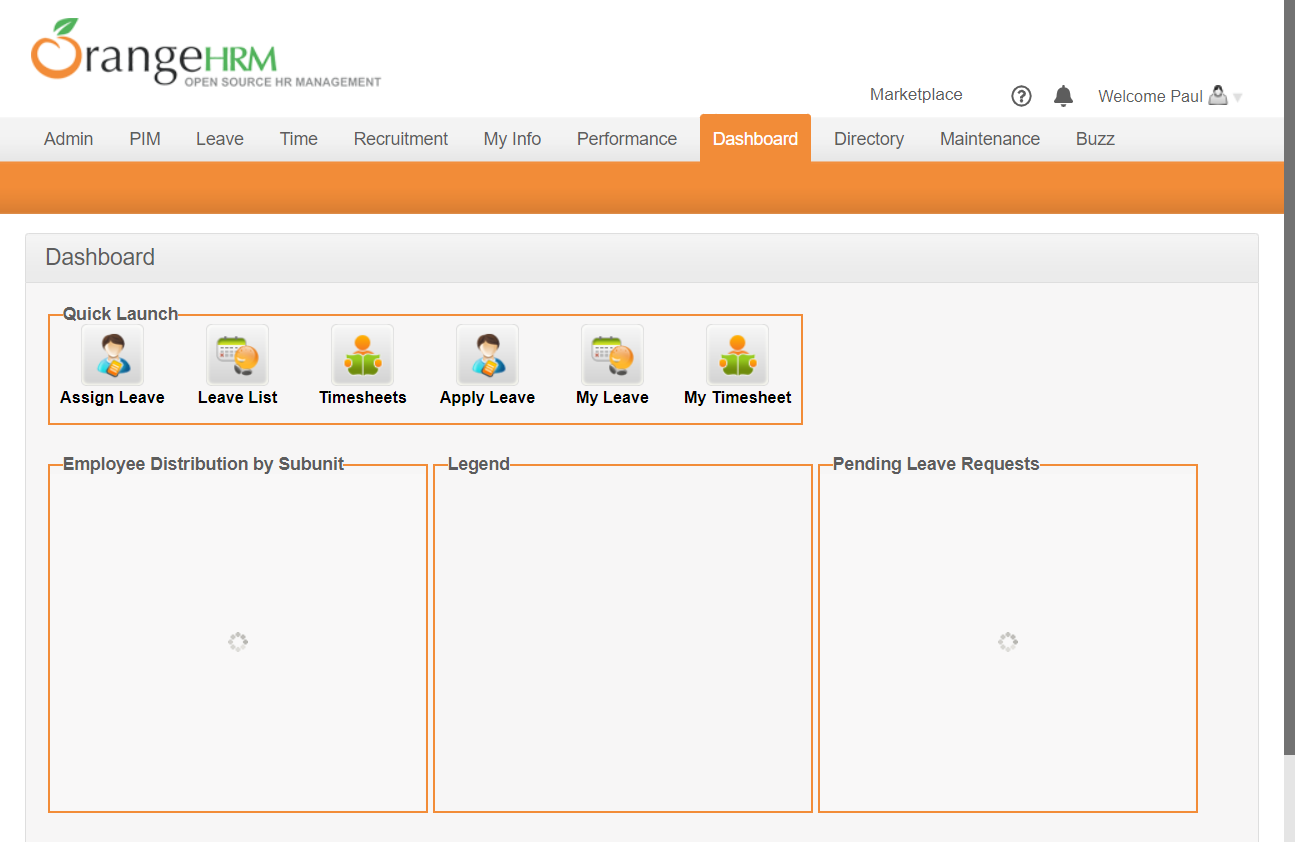 OrangeHRM
OPEN SOURCE HR MANAGEMENT
Marketplace ? Welcome Paul
Admin PIM Leave Time Recruitment My Info Performance Dashboard Directory Maintenance Buzz
Dashboard
Quick Launch
Assign Leave Leave List Timesheets Apply Leave My Leave My Timesheet
Employee Distribution by Subunit Legend Pending Leave Requests